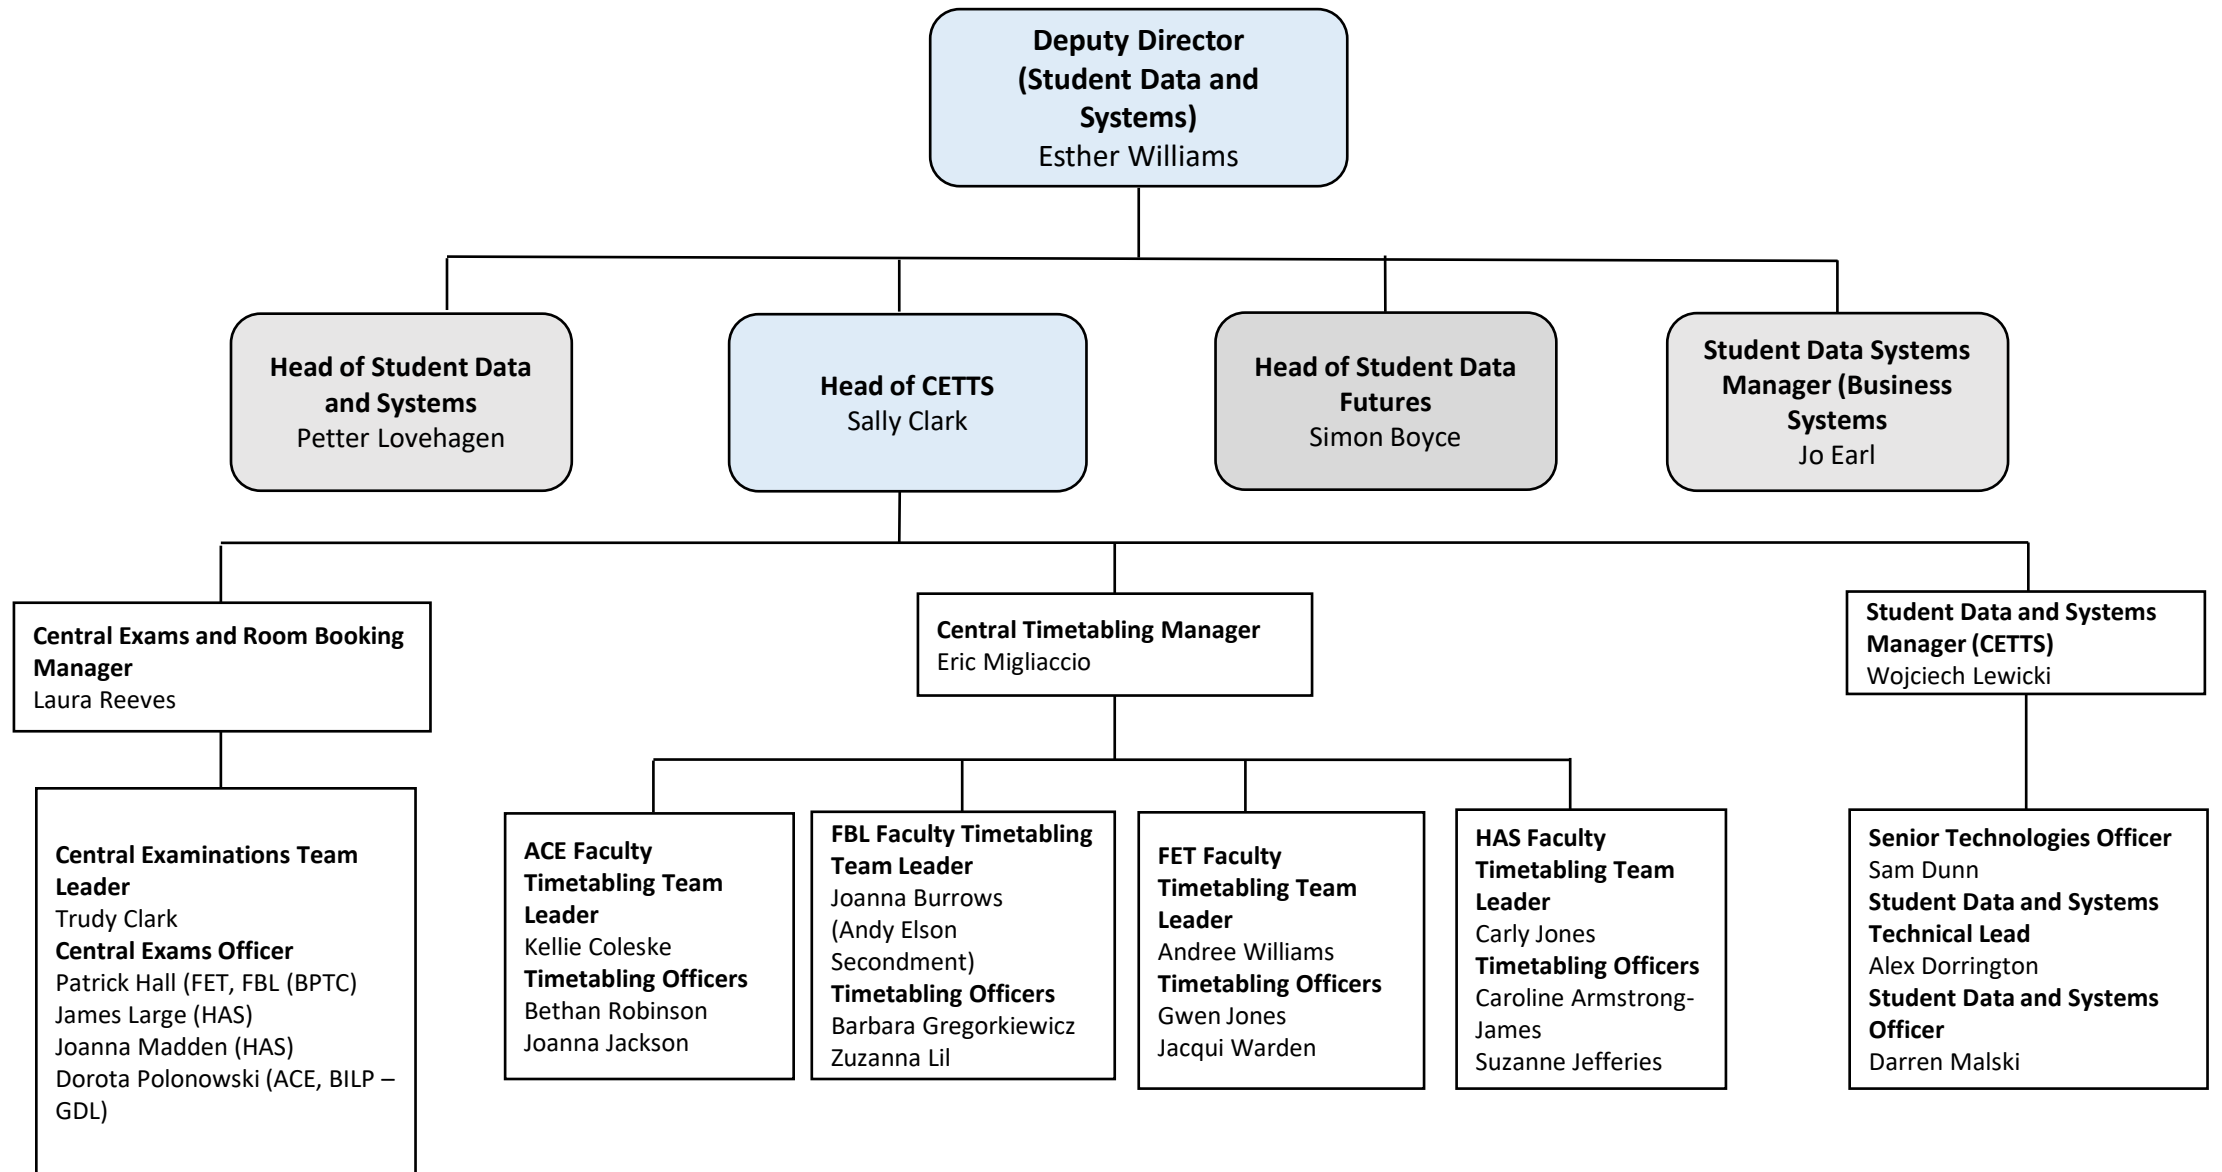 Deputy Director
(Student Data and
Systems)
Esther Williams
Head of Student Data
and Systems
Petter Lovehagen
Head of CETTS
Sally Clark
Head of Student Data
Futures
Simon Boyce
Student Data Systems
Manager (Business
Systems
Jo Earl
Central Exams and Room Booking
Manager
Laura Reeves
Central Timetabling Manager
Eric Migliaccio
Student Data and Systems
Manager (CETTS)
Wojciech Lewicki
Central Examinations Team
Leader
Trudy Clark
Central Exams Officer
Patrick Hall (FET, FBL (BPTC)
James Large (HAS)
Joanna Madden (HAS)
Dorota Polonowski (ACE, BILP –
GDL)
ACE Faculty
Timetabling Team
Leader
Kellie Coleske
Timetabling Officers
Bethan Robinson
Joanna Jackson
FBL Faculty Timetabling
Team Leader
Joanna Burrows
(Andy Elson
Secondment)
Timetabling Officers
Barbara Gregorkiewicz
Zuzanna Lil
FET Faculty
Timetabling Team
Leader
Andree Williams
Timetabling Officers
Gwen Jones
Jacqui Warden
HAS Faculty
Timetabling Team
Leader
Carly Jones
Timetabling Officers
Caroline Armstrong-
James
Suzanne Jefferies
Senior Technologies Officer
Sam Dunn
Student Data and Systems
Technical Lead
Alex Dorrington
Student Data and Systems
Officer
Darren Malski